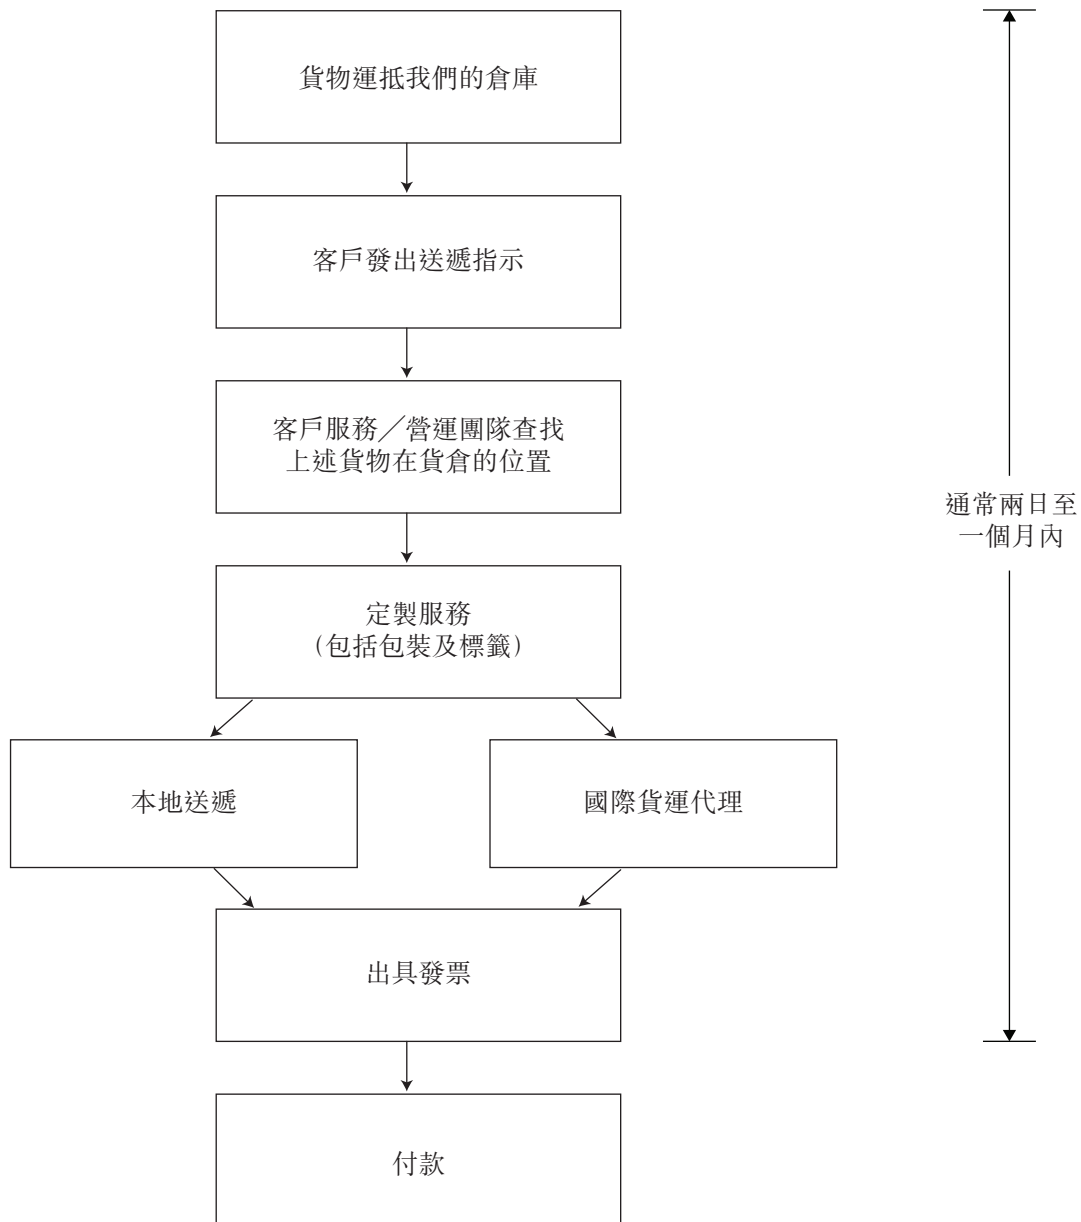 貨物運抵我們的倉庫
客戶發出送遞指示
客戶服務╱營運團隊查找
上述貨物在貨倉的位置
通常兩日至
一個月內
定製服務
（包括包裝及標籤）
本地送遞
國際貨運代理
出具發票
付款